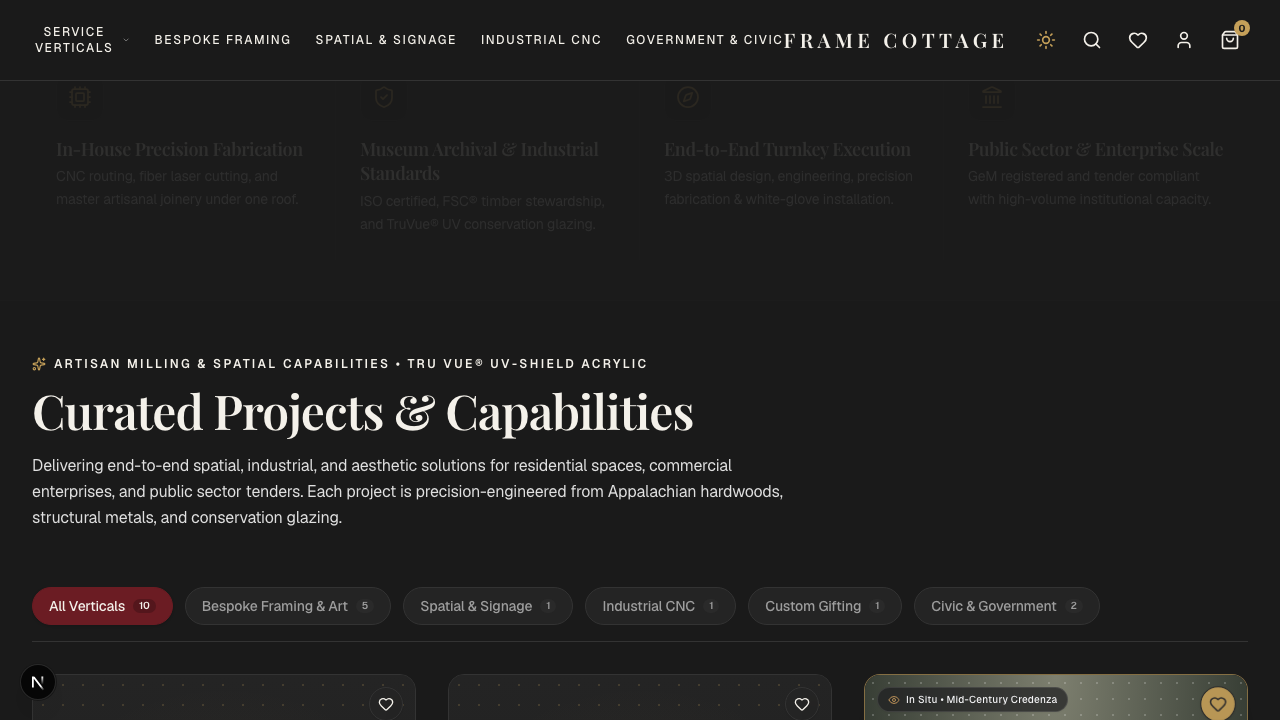 SERVICE
VERTICALS
BESPOKE FRAMING
SPATIAL & SIGNAGE
INDUSTRIAL CNC
GOVERNMENT & CIVIC
FRAME COTTAGE
0
In-House Precision Fabrication
CNC routing, fiber laser cutting, and
master artisanal joinery under one roof.
Museum Archival & Industrial
Standards
ISO certified, FSC® timber stewardship,
and TruVue® UV conservation glazing.
End-to-End Turnkey Execution
3D spatial design, engineering, precision
fabrication & white-glove installation.
Public Sector & Enterprise Scale
GeM registered and tender compliant
with high-volume institutional capacity.
ARTISAN MILLING & SPATIAL CAPABILITIES • TRU VUE® UV-SHIELD ACRYLIC
Curated Projects & Capabilities
Delivering end-to-end spatial, industrial, and aesthetic solutions for residential spaces, commercial
enterprises, and public sector tenders. Each project is precision-engineered from Appalachian hardwoods,
structural metals, and conservation glazing.
All Verticals 10
Bespoke Framing & Art 5
Spatial & Signage 1
Industrial CNC 1
Custom Gifting 1
Civic & Government 2
N
In Situ • Mid-Century Credenza